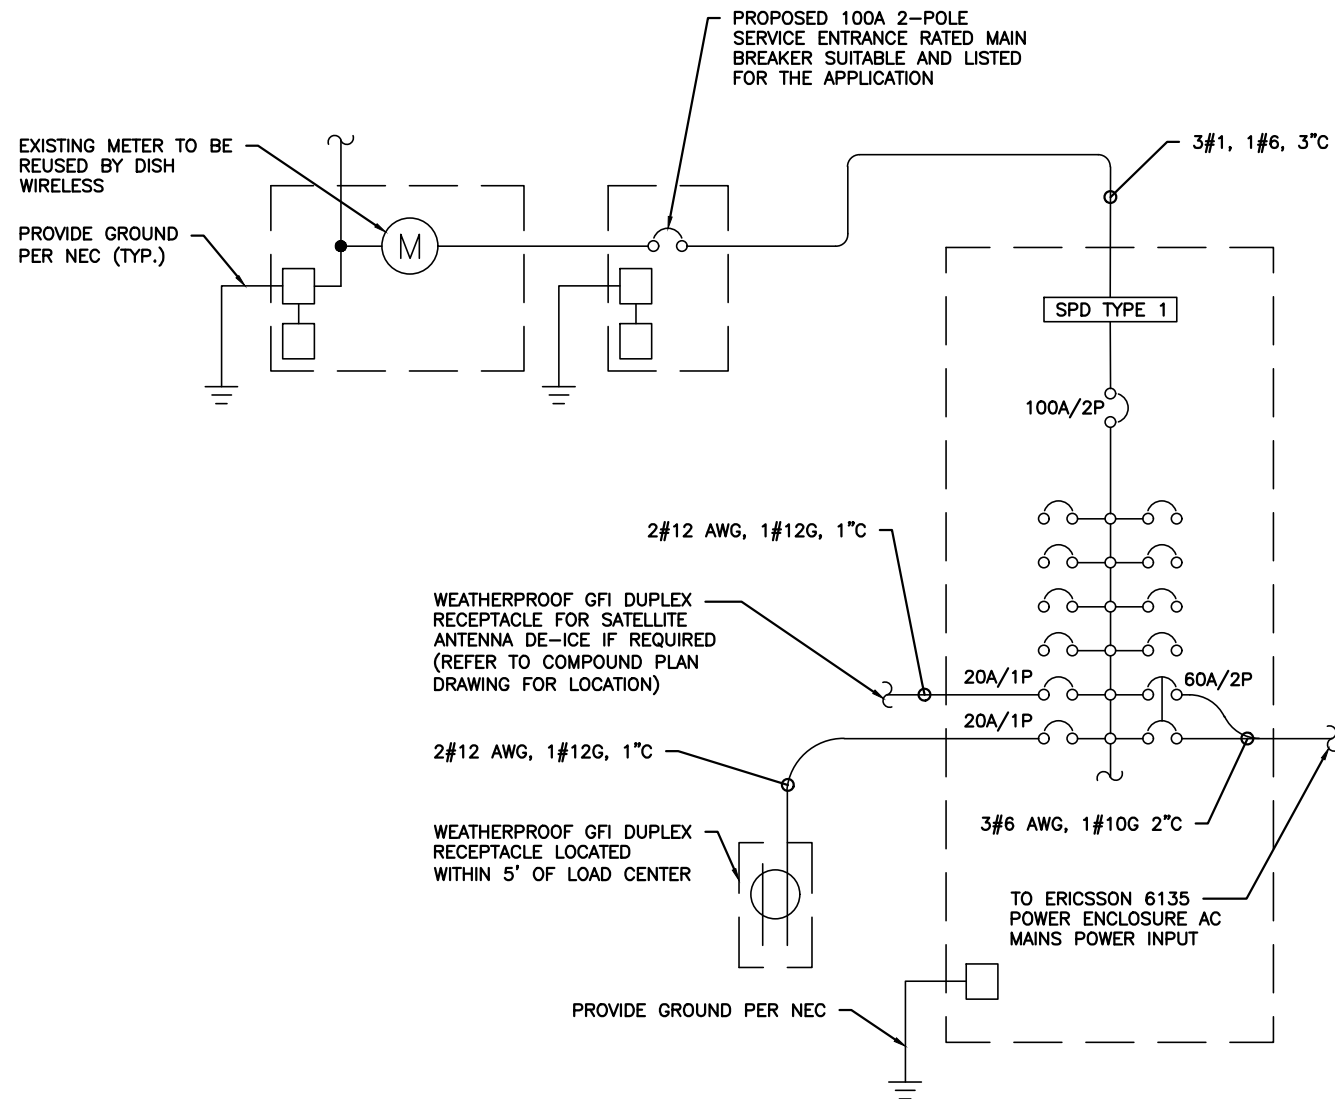 PROPOSED 100A 2-POLE
SERVICE ENTRANCE RATED MAIN
BREAKER SUITABLE AND LISTED
FOR THE APPLICATION
EXISTING METER TO BE
REUSED BY DISH
WIRELESS
3#1, 1#6, 3"C
PROVIDE GROUND
PER NEC (TYP.)
M
SPD TYPE 1
100A/2P
2#12 AWG, 1#12G, 1"C
WEATHERPROOF GFI DUPLEX
RECEPTACLE FOR SATELLITE
ANTENNA DE-ICE IF REQUIRED
(REFER TO COMPOUND PLAN
DRAWING FOR LOCATION)
20A/1P
60A/2P
20A/1P
2#12 AWG, 1#12G, 1"C
3#6 AWG, 1#10G 2"C
WEATHERPROOF GFI DUPLEX
RECEPTACLE LOCATED
WITHIN 5' OF LOAD CENTER
TO ERICSSON 6135
POWER ENCLOSURE AC
MAINS POWER INPUT
PROVIDE GROUND PER NEC